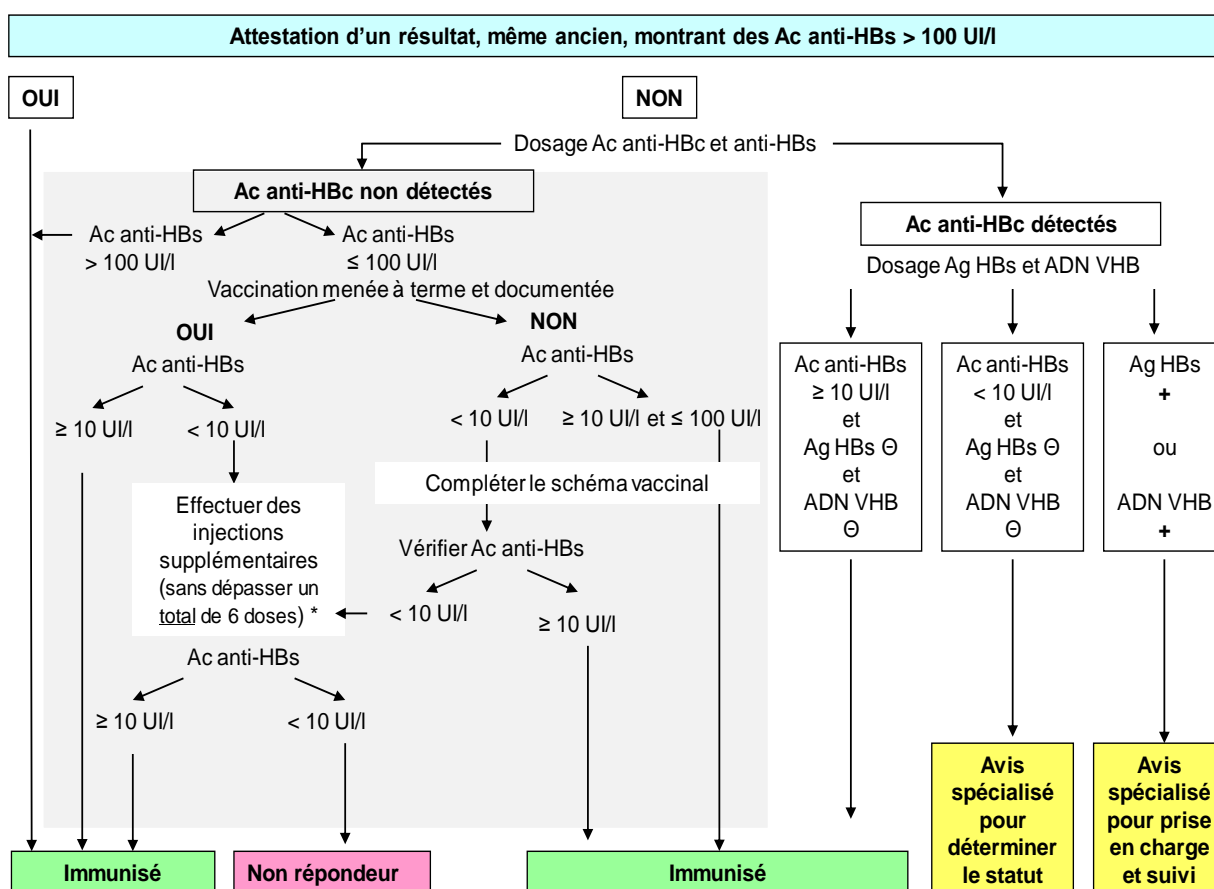 Attestation d'un résultat, même ancien, montrant des Ac anti-HBs > 100 UI/l
OUI
NON
Dosage Ac anti-HBc et anti-HBs
Ac anti-HBc non détectés
Ac anti-HBs
> 100 UI/l
Ac anti-HBs
≤ 100 UI/l
Vaccination menée à terme et documentée
OUI
Ac anti-HBs
≥ 10 UI/l
< 10 UI/l
Effectuer des
injections
supplémentaires
(sans dépasser un
total de 6 doses) *
Ac anti-HBs
≥ 10 UI/l
< 10 UI/l
NON
Ac anti-HBs
< 10 UI/l
≥ 10 UI/l et ≤ 100 UI/l
Compléter le schéma vaccinal
Vérifier Ac anti-HBs
< 10 UI/l
≥ 10 UI/l
Ac anti-HBc détectés
Dosage Ag HBs et ADN VHB
Ac anti-HBs
≥ 10 UI/l
et
Ag HBs Θ
et
ADN VHB
Θ
Ac anti-HBs
< 10 UI/l
et
Ag HBs Θ
et
ADN VHB
Θ
Ag HBs
+
ou
ADN VHB
+
Immunisé
Non répondeur
Immunisé
Avis
spécialisé
pour
déterminer
le statut
Avis
spécialisé
pour prise
en charge
et suivi